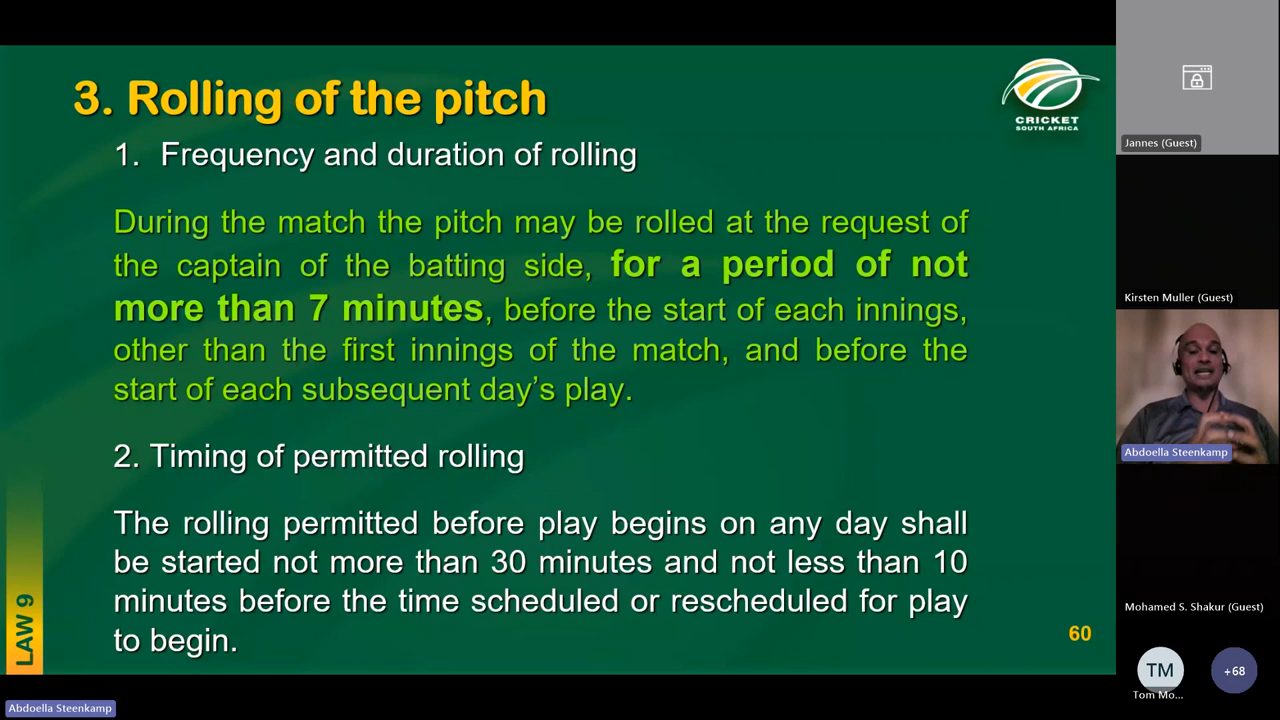 3. Rolling of the pitch
CRICKET
SOUTH AFRICA
1. Frequency and duration of rolling
During the match the pitch may be rolled at the request of
the captain of the batting side, for a period of not
more than 7 minutes, before the start of each innings,
other than the first innings of the match, and before the
start of each subsequent day's play.
2. Timing of permitted rolling
The rolling permitted before play begins on any day shall
be started not more than 30 minutes and not less than 10
minutes before the time scheduled or rescheduled for play
to begin.
LAW 9
60
Abdoella Steenkamp
Jannes (Guest)
Kirsten Muller (Guest)
Abdoella Steenkamp
Mohamed S. Shakur (Guest)
TM
+68
Tom Mo...